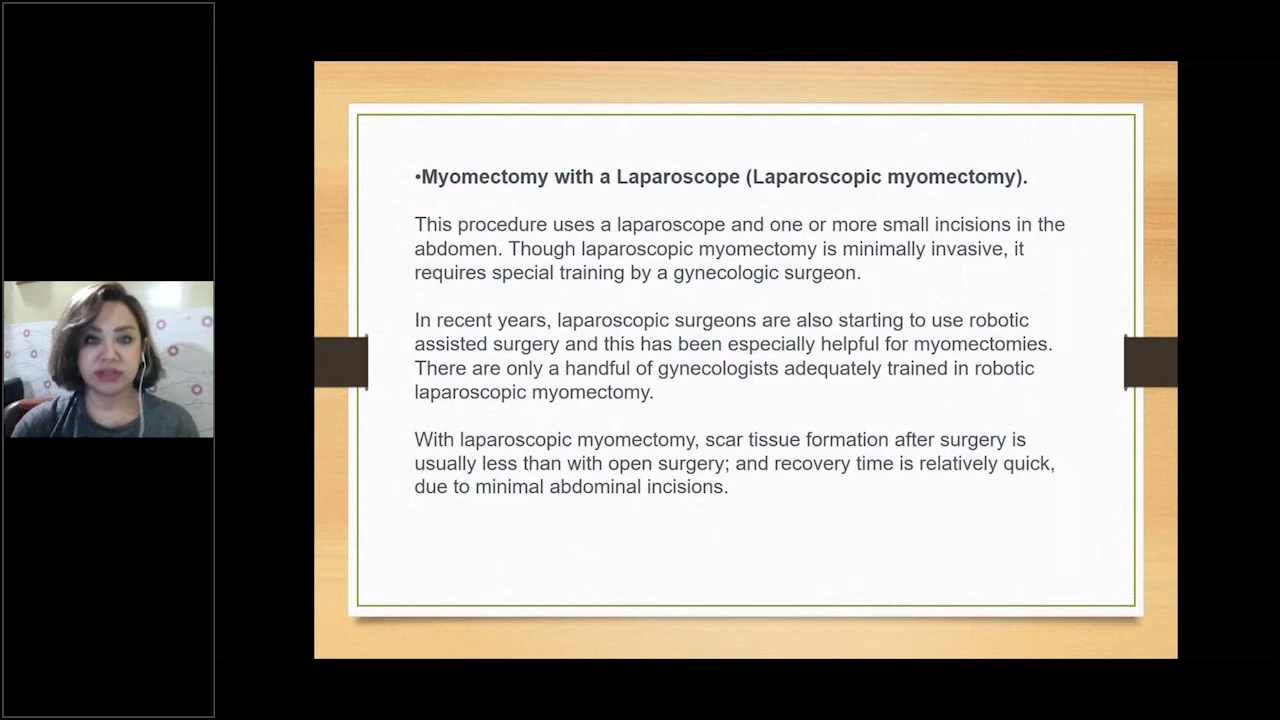 •Myomectomy with a Laparoscope (Laparoscopic myomectomy).
This procedure uses a laparoscope and one or more small incisions in the
abdomen. Though laparoscopic myomectomy is minimally invasive, it
requires special training by a gynecologic surgeon.
In recent years, laparoscopic surgeons are also starting to use robotic
assisted surgery and this has been especially helpful for myomectomies.
There are only a handful of gynecologists adequately trained in robotic
laparoscopic myomectomy.
With laparoscopic myomectomy, scar tissue formation after surgery is
usually less than with open surgery; and recovery time is relatively quick,
due to minimal abdominal incisions.